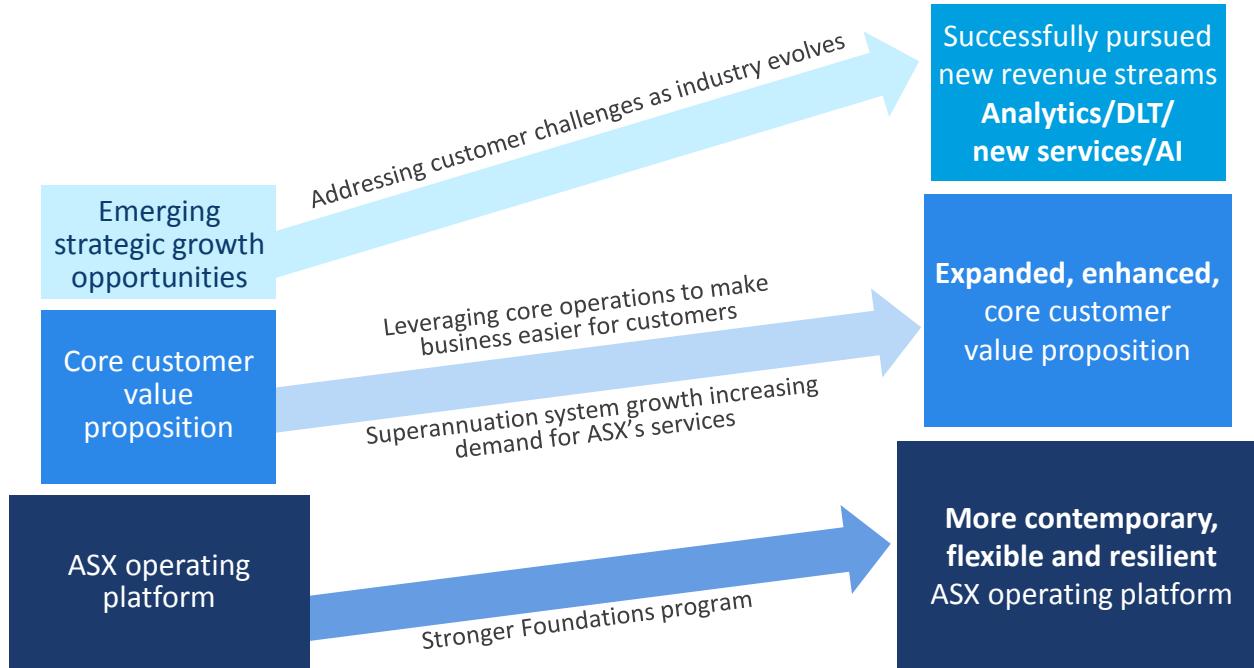 Successfully pursued
new revenue streams
Analytics/DLT/
new services/AI
Addressing customer challenges as industry evolves
Emerging
strategic growth
opportunities
Expanded, enhanced,
core customer
value proposition
Leveraging core operations to make
business easier for customers
Core customer
value
proposition
Superannuation system growth increasing
demand for ASX’s services
More contemporary,
flexible and resilient
ASX operating platform
ASX operating
platform
Stronger Foundations program